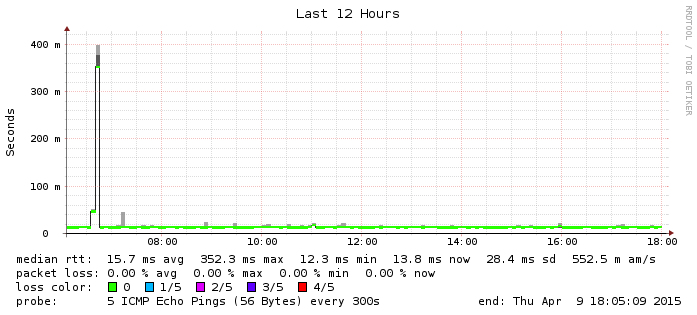 Last 12 Hours
RRDTOOL / TOBI OETIKER
Seconds
400 m
300 m
200 m
100 m
0
08:00 10:00 12:00 14:00 16:00 18:00
median rtt: 15.7 ms avg 352.3 ms max 12.3 ms min 13.8 ms now 28.4 ms sd 552.5 m am/s
packet loss: 0.00 % avg 0.00 % max 0.00 % min 0.00 % now
loss color: 0 1/5 2/5 3/5 4/5
probe: 5 ICMP Echo Pings (56 Bytes) every 300s end: Thu Apr 9 18:05:09 2015